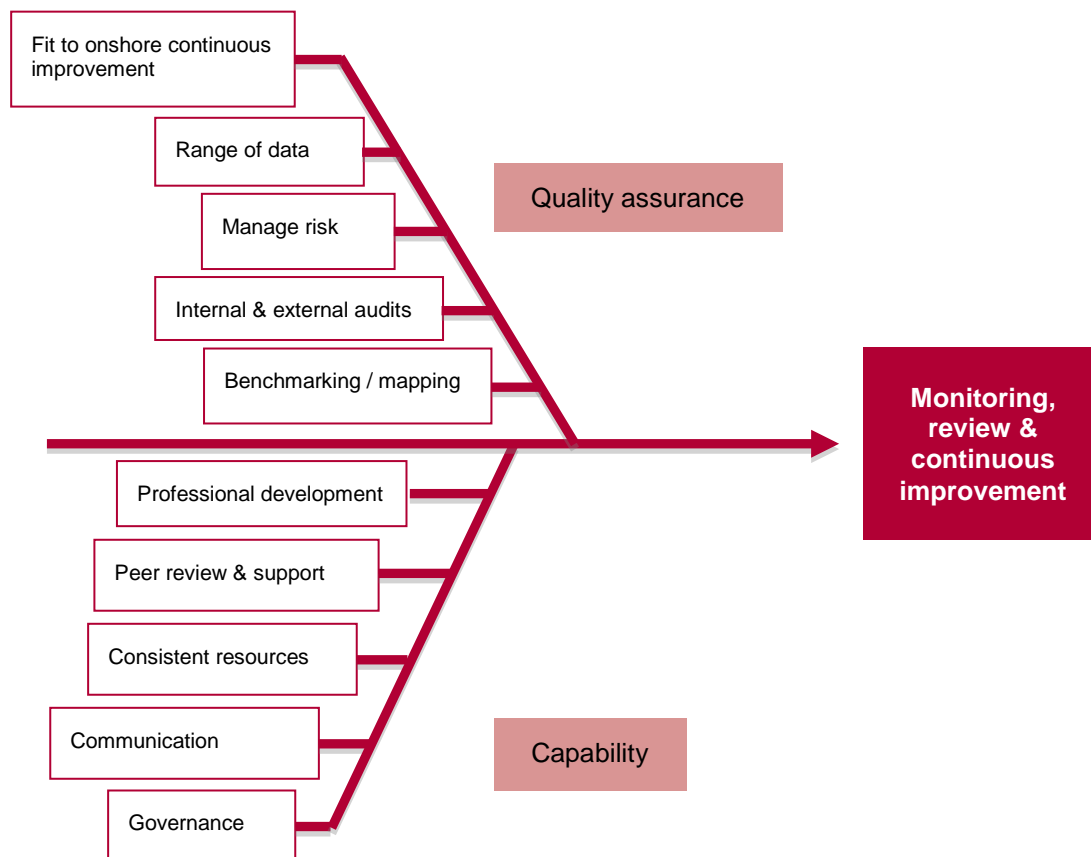 Fit to onshore continuous
improvement
Range of data
Quality assurance
Manage risk
Internal & external audits
Benchmarking / mapping
Monitoring,
review &
continuous
improvement
Professional development
Peer review & support
Consistent resources
Communication
Capability
Governance